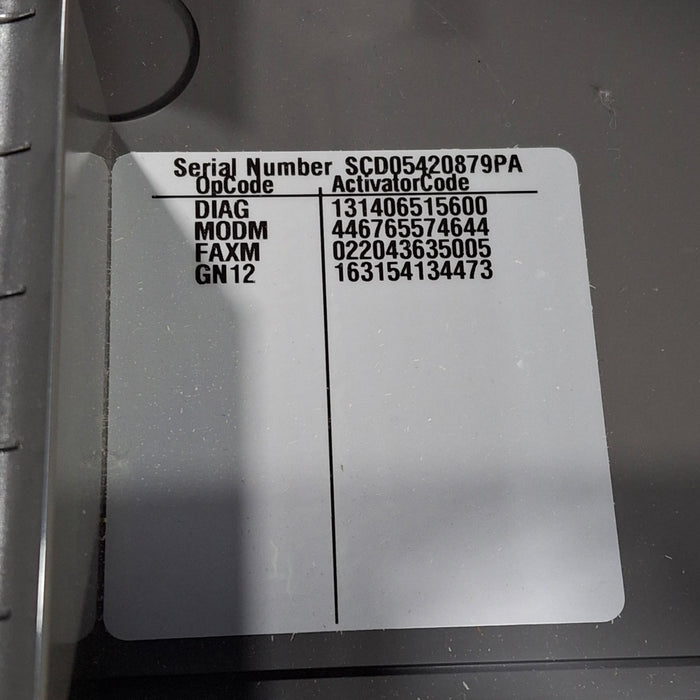 Serial Number SCD05420879PA
OpCode ActivatorCode
DIAG 131406515600
MODM 446765574644
FAXM 022043635005
GN12 163154134473